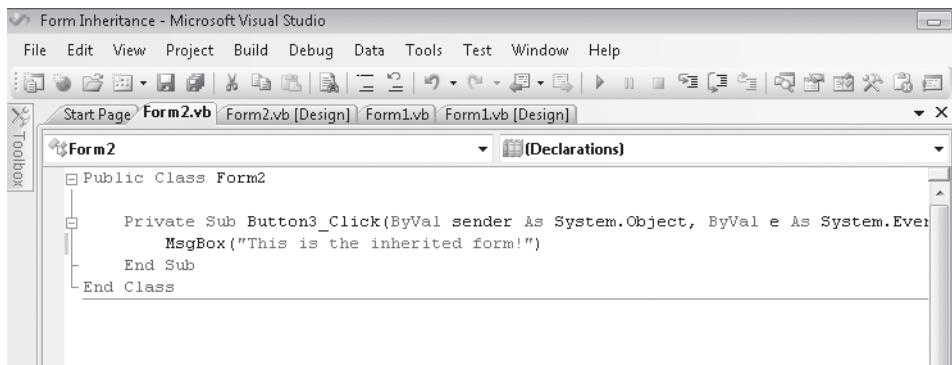 Form Inheritance - Microsoft Visual Studio
File Edit View Project Build Debug Data Tools Test Window Help
Start Page Form2.vb Form2.vb [Design] Form1.vb Form1.vb [Design]
Toolbox
Form2 (Declarations)
Public Class Form2
Private Sub Button3_Click(ByVal sender As System.Object, ByVal e As System.Even
MsgBox("This is the inherited form!")
End Sub
End Class